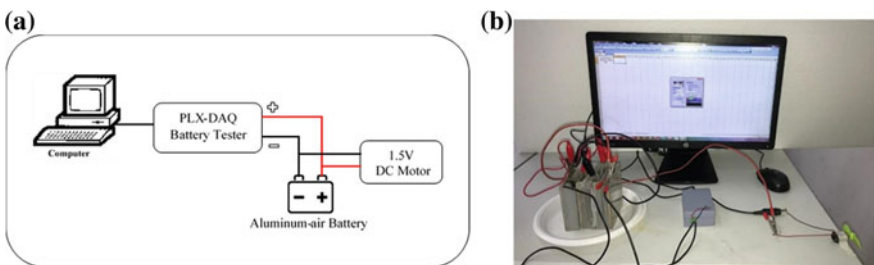 (a)
PLX-DAQ
Battery Tester
+
−
Computer
1.5V
DC Motor
− +
Aluminum-air Battery
(b)